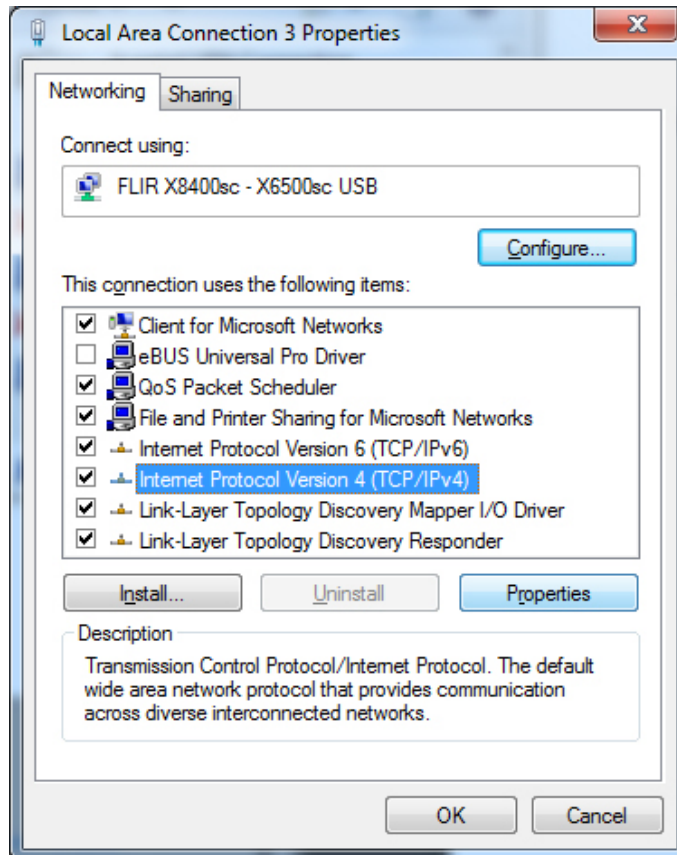 Local Area Connection 3 Properties
Networking
Sharing
Connect using:
FLIR X8400sc - X6500sc USB
Configure...
This connection uses the following items:
Client for Microsoft Networks
eBUS Universal Pro Driver
QoS Packet Scheduler
File and Printer Sharing for Microsoft Networks
Internet Protocol Version 6 (TCP/IPv6)
Internet Protocol Version 4 (TCP/IPv4)
Link-Layer Topology Discovery Mapper I/O Driver
Link-Layer Topology Discovery Responder
Install...
Uninstall
Properties
Description
Transmission Control Protocol/Internet Protocol. The default
wide area network protocol that provides communication
across diverse interconnected networks.
OK
Cancel